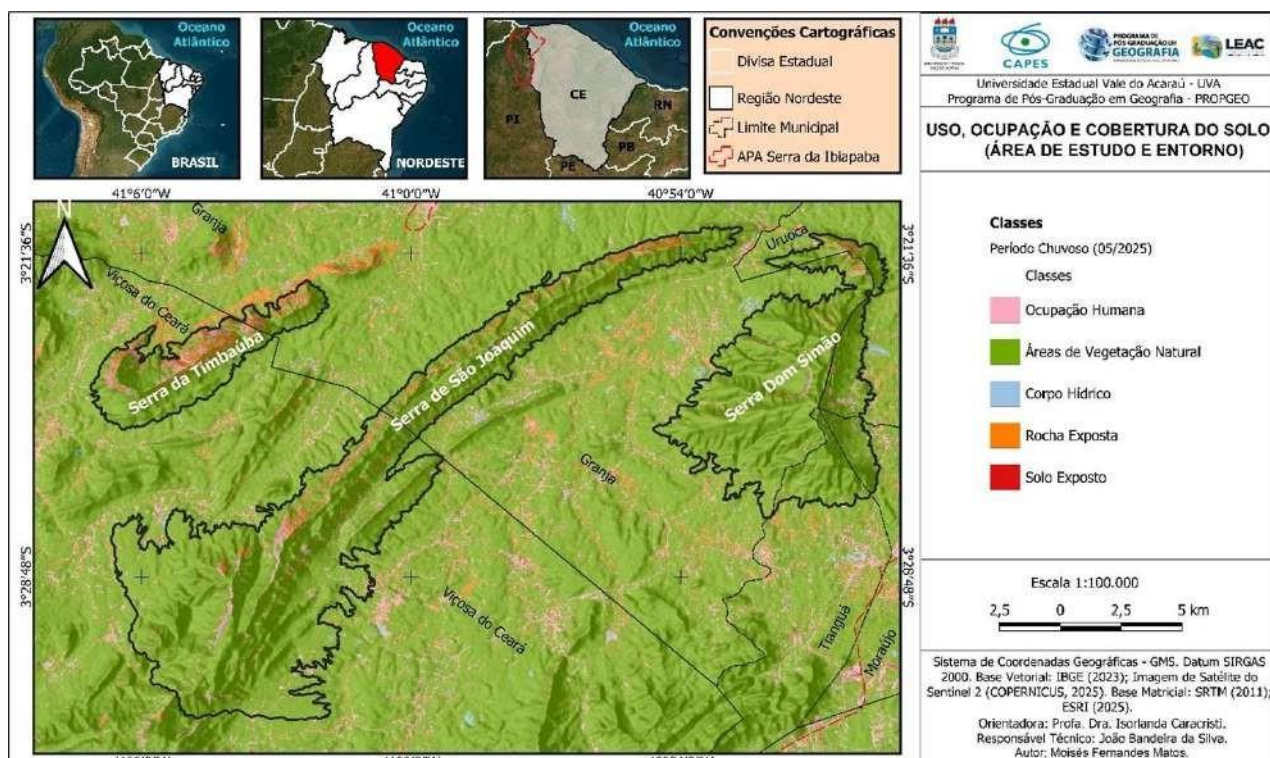 Oceano
Atlântico
BRASIL
Oceano
Atlântico
NORDESTE
Oceano
Atlântico
CE
PI
RN
PB
PE
Convenções Cartográficas
Divisa Estadual
Região Nordeste
Limite Municipal
APA Serra da Ibiapaba
CAPES
PROGRAMA DE
PÓS-GRADUAÇÃO EM
GEOGRAFIA
LEAC
Universidade Estadual Vale do Acaraú - UVA
Programa de Pós-Graduação em Geografia - PROPGEO
USO, OCUPAÇÃO E COBERTURA DO SOLO
(ÁREA DE ESTUDO E ENTORNO)
41°6'0"W
41°0'0"W
40°54'0"W
N
3°21'36"S
3°21'36"S
3°28'48"S
3°28'48"S
Granja
Uruoca
Viçosa do Ceará
Serra da Timbaúba
Serra de São Joaquim
Serra Dom Simão
Granja
Viçosa do Ceará
Tianguá
Moraújo
Classes
Período Chuvoso (05/2025)
Classes
Ocupação Humana
Áreas de Vegetação Natural
Corpo Hídrico
Rocha Exposta
Solo Exposto
Escala 1:100.000
2,5 0 2,5 5 km
Sistema de Coordenadas Geográficas - GMS. Datum SIRGAS
2000. Base Vetorial: IBGE (2023); Imagem de Satélite do
Sentinel 2 (COPERNICUS, 2025). Base Matricial: SRTM (2011);
ESRI (2025).
Orientadora: Profa. Dra. Isorlanda Caracristi.
Responsável Técnico: João Bandeira da Silva.
Autor: Moisés Fernandes Matos.